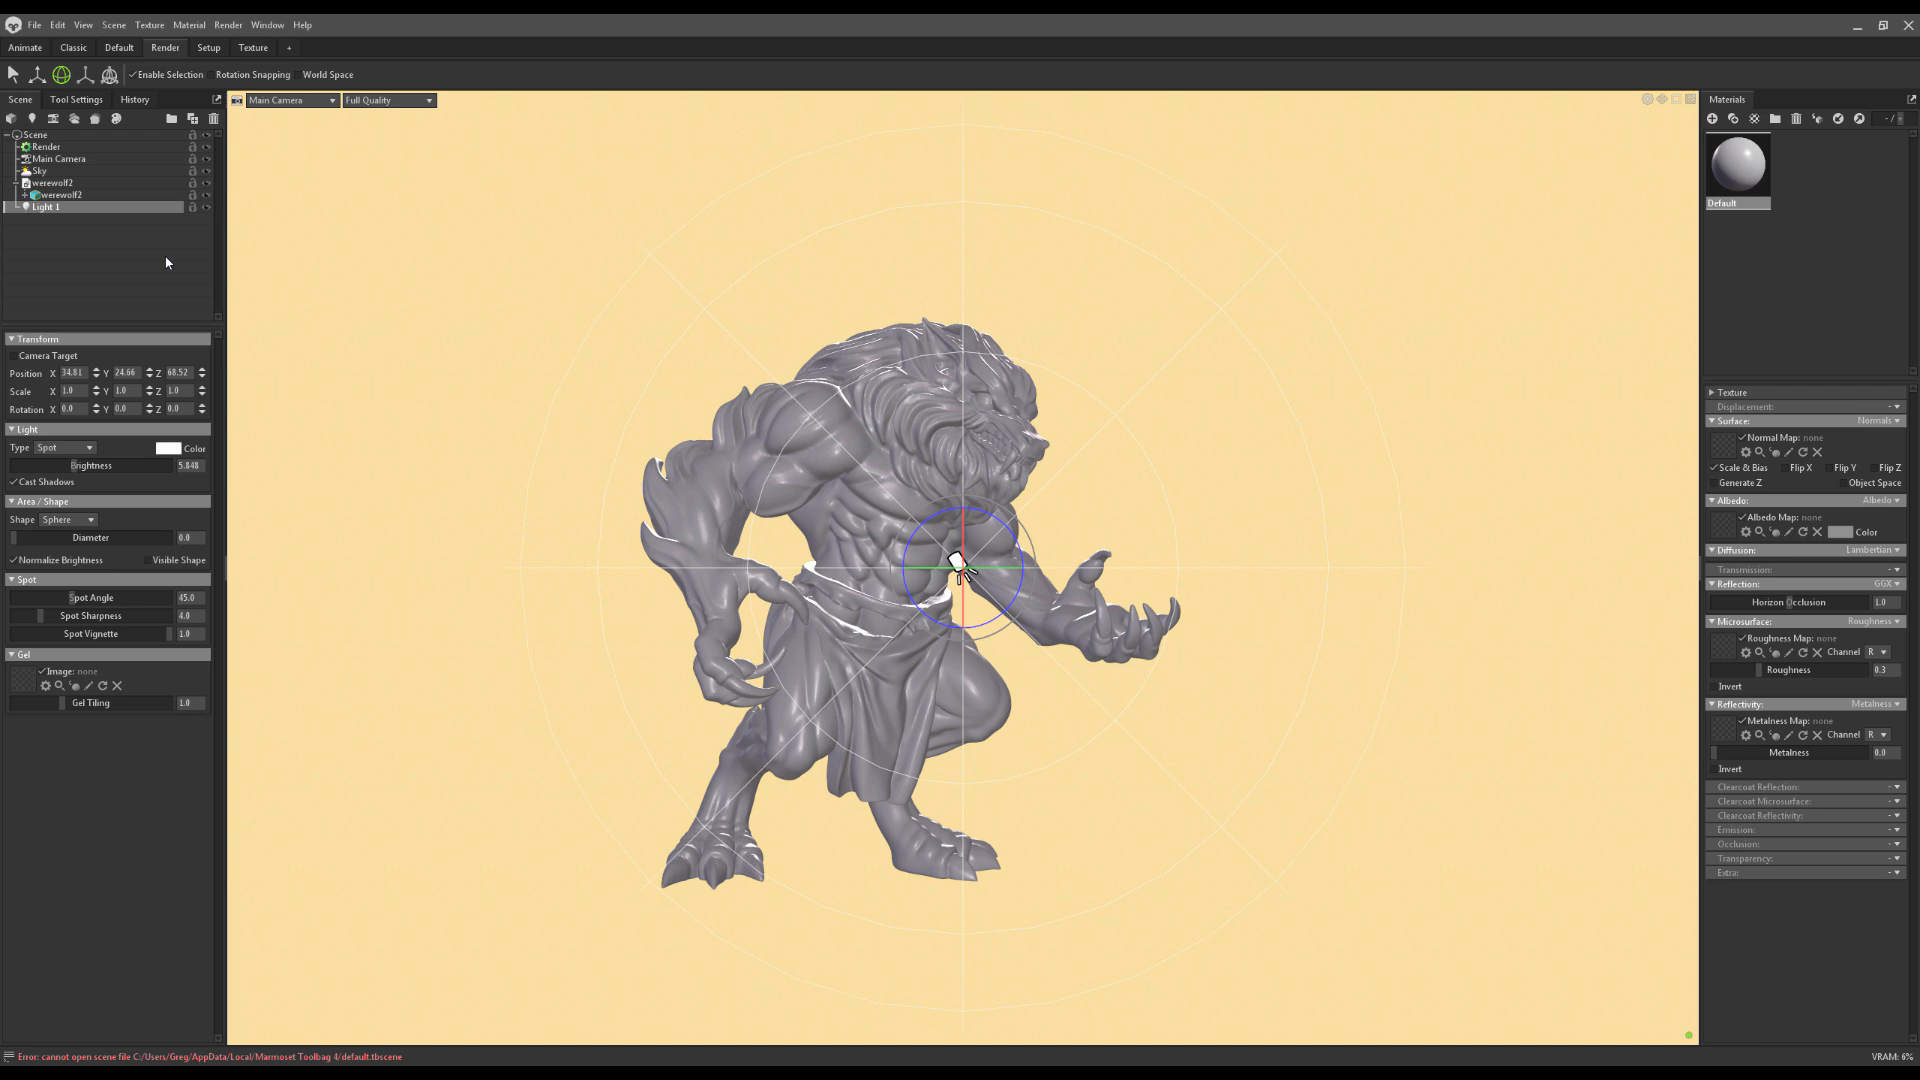 File Edit View Scene Texture Material Render Window Help
Animate Classic Default Render Setup Texture +
Enable Selection Rotation Snapping World Space
Scene Tool Settings History
Main Camera Full Quality
Materials
- /
Scene
Render
Main Camera
Sky
werewolf2
werewolf2
Light 1
Default
Transform
Camera Target
Position X 34.81 Y 24.66 Z 68.52
Scale X 1.0 Y 1.0 Z 1.0
Rotation X 0.0 Y 0.0 Z 0.0
Light
Type Spot Color
Brightness 5.848
Cast Shadows
Area / Shape
Shape Sphere
Diameter 0.0
Normalize Brightness Visible Shape
Spot
Spot Angle 45.0
Spot Sharpness 4.0
Spot Vignette 1.0
Gel
Image: none
Gel Tiling 1.0
Texture
Displacement: -
Surface: Normals
Normal Map: none
Scale & Bias Flip X Flip Y Flip Z
Generate Z Object Space
Albedo: Albedo
Albedo Map: none
Color
Diffusion: Lambertian
Transmission: -
Reflection: GGX
Horizon Occlusion 1.0
Microsurface: Roughness
Roughness Map: none
Channel R
Roughness 0.3
Invert
Reflectivity: Metalness
Metalness Map: none
Channel R
Metalness 0.0
Invert
Clearcoat Reflection: -
Clearcoat Microsurface: -
Clearcoat Reflectivity: -
Emission: -
Occlusion: -
Transparency: -
Extra: -
Error: cannot open scene file C:/Users/Greg/AppData/Local/Marmoset Toolbag 4/default.tbscene
VRAM: 6%